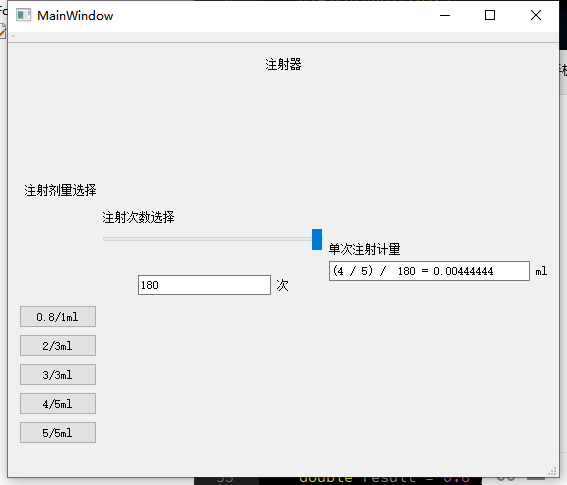 MainWindow
注射器
注射剂量选择
注射次数选择
单次注射计量
(4 / 5) /  180 = 0.00444444 ml
180 次
0.8/1ml
2/3ml
3/3ml
4/5ml
5/5ml
double result = 0.8